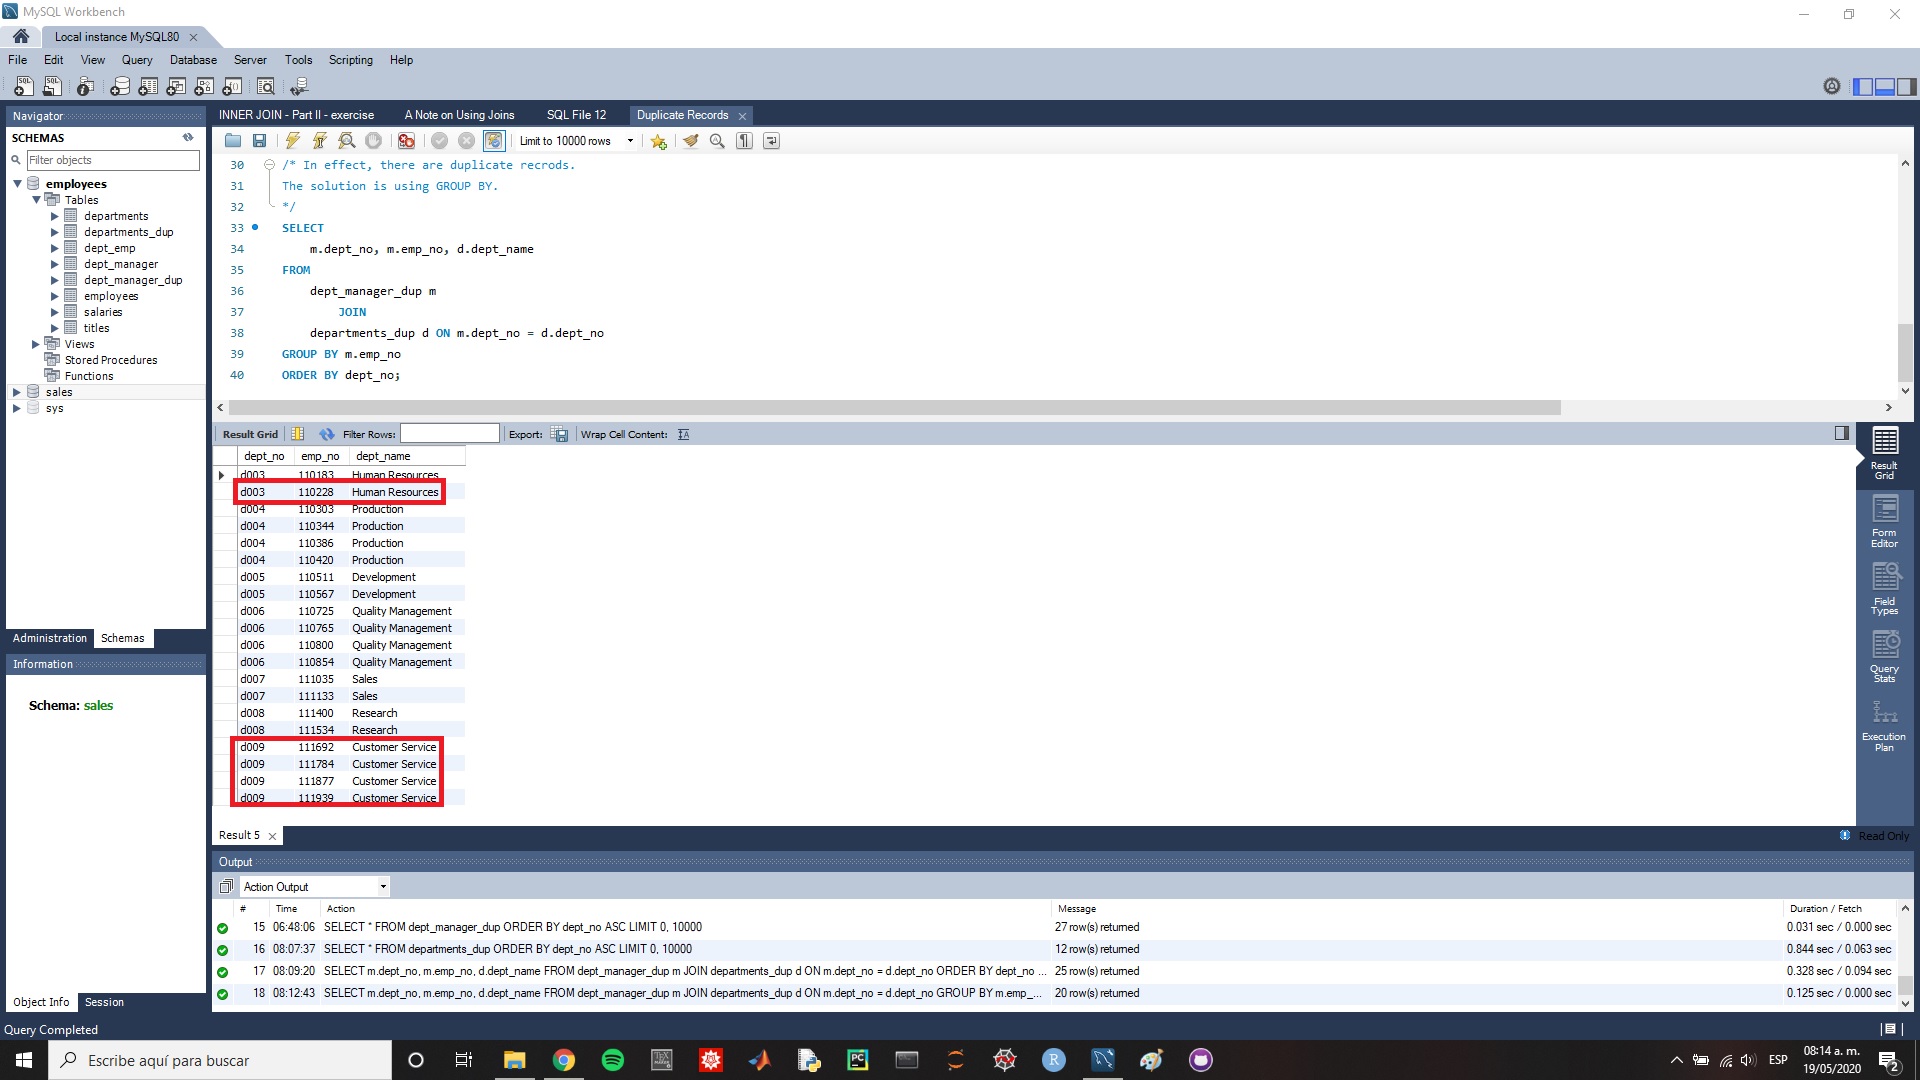 MySQL Workbench
Local instance MySQL80
File Edit View Query Database Server Tools Scripting Help
Navigator
SCHEMAS
Filter objects
employees
Tables
departments
departments_dup
dept_emp
dept_manager
dept_manager_dup
employees
salaries
titles
Views
Stored Procedures
Functions
sales
sys
Administration Schemas
Information
Schema: sales
Object Info Session
INNER JOIN - Part II - exercise A Note on Using Joins SQL File 12 Duplicate Records
Limit to 10000 rows
30 /* In effect, there are duplicate recrods.
31 The solution is using GROUP BY.
32 */
33 SELECT
34 m.dept_no, m.emp_no, d.dept_name
35 FROM
36 dept_manager_dup m
37 JOIN
38 departments_dup d ON m.dept_no = d.dept_no
39 GROUP BY m.emp_no
40 ORDER BY dept_no;
Result Grid Filter Rows: Export: Wrap Cell Content:
dept_no emp_no dept_name
d003 110183 Human Resources
d003 110228 Human Resources
d004 110303 Production
d004 110344 Production
d004 110386 Production
d004 110420 Production
d005 110511 Development
d005 110567 Development
d006 110725 Quality Management
d006 110765 Quality Management
d006 110800 Quality Management
d006 110854 Quality Management
d007 111035 Sales
d007 111133 Sales
d008 111400 Research
d008 111534 Research
d009 111692 Customer Service
d009 111784 Customer Service
d009 111877 Customer Service
d009 111939 Customer Service
Result
Grid
Form
Editor
Field
Types
Query
Stats
Execution
Plan
Result 5
Read Only
Output
Action Output
# Time Action Message Duration / Fetch
15 06:48:06 SELECT * FROM dept_manager_dup ORDER BY dept_no ASC LIMIT 0, 10000 27 row(s) returned 0.031 sec / 0.000 sec
16 08:07:37 SELECT * FROM departments_dup ORDER BY dept_no ASC LIMIT 0, 10000 12 row(s) returned 0.844 sec / 0.063 sec
17 08:09:20 SELECT m.dept_no, m.emp_no, d.dept_name FROM dept_manager_dup m JOIN departments_dup d ON m.dept_no = d.dept_no ORDER BY dept_no ... 25 row(s) returned 0.328 sec / 0.094 sec
18 08:12:43 SELECT m.dept_no, m.emp_no, d.dept_name FROM dept_manager_dup m JOIN departments_dup d ON m.dept_no = d.dept_no GROUP BY m.emp_... 20 row(s) returned 0.125 sec / 0.000 sec
Query Completed
Escribe aquí para buscar
ESP
08:14 a. m.
19/05/2020
2